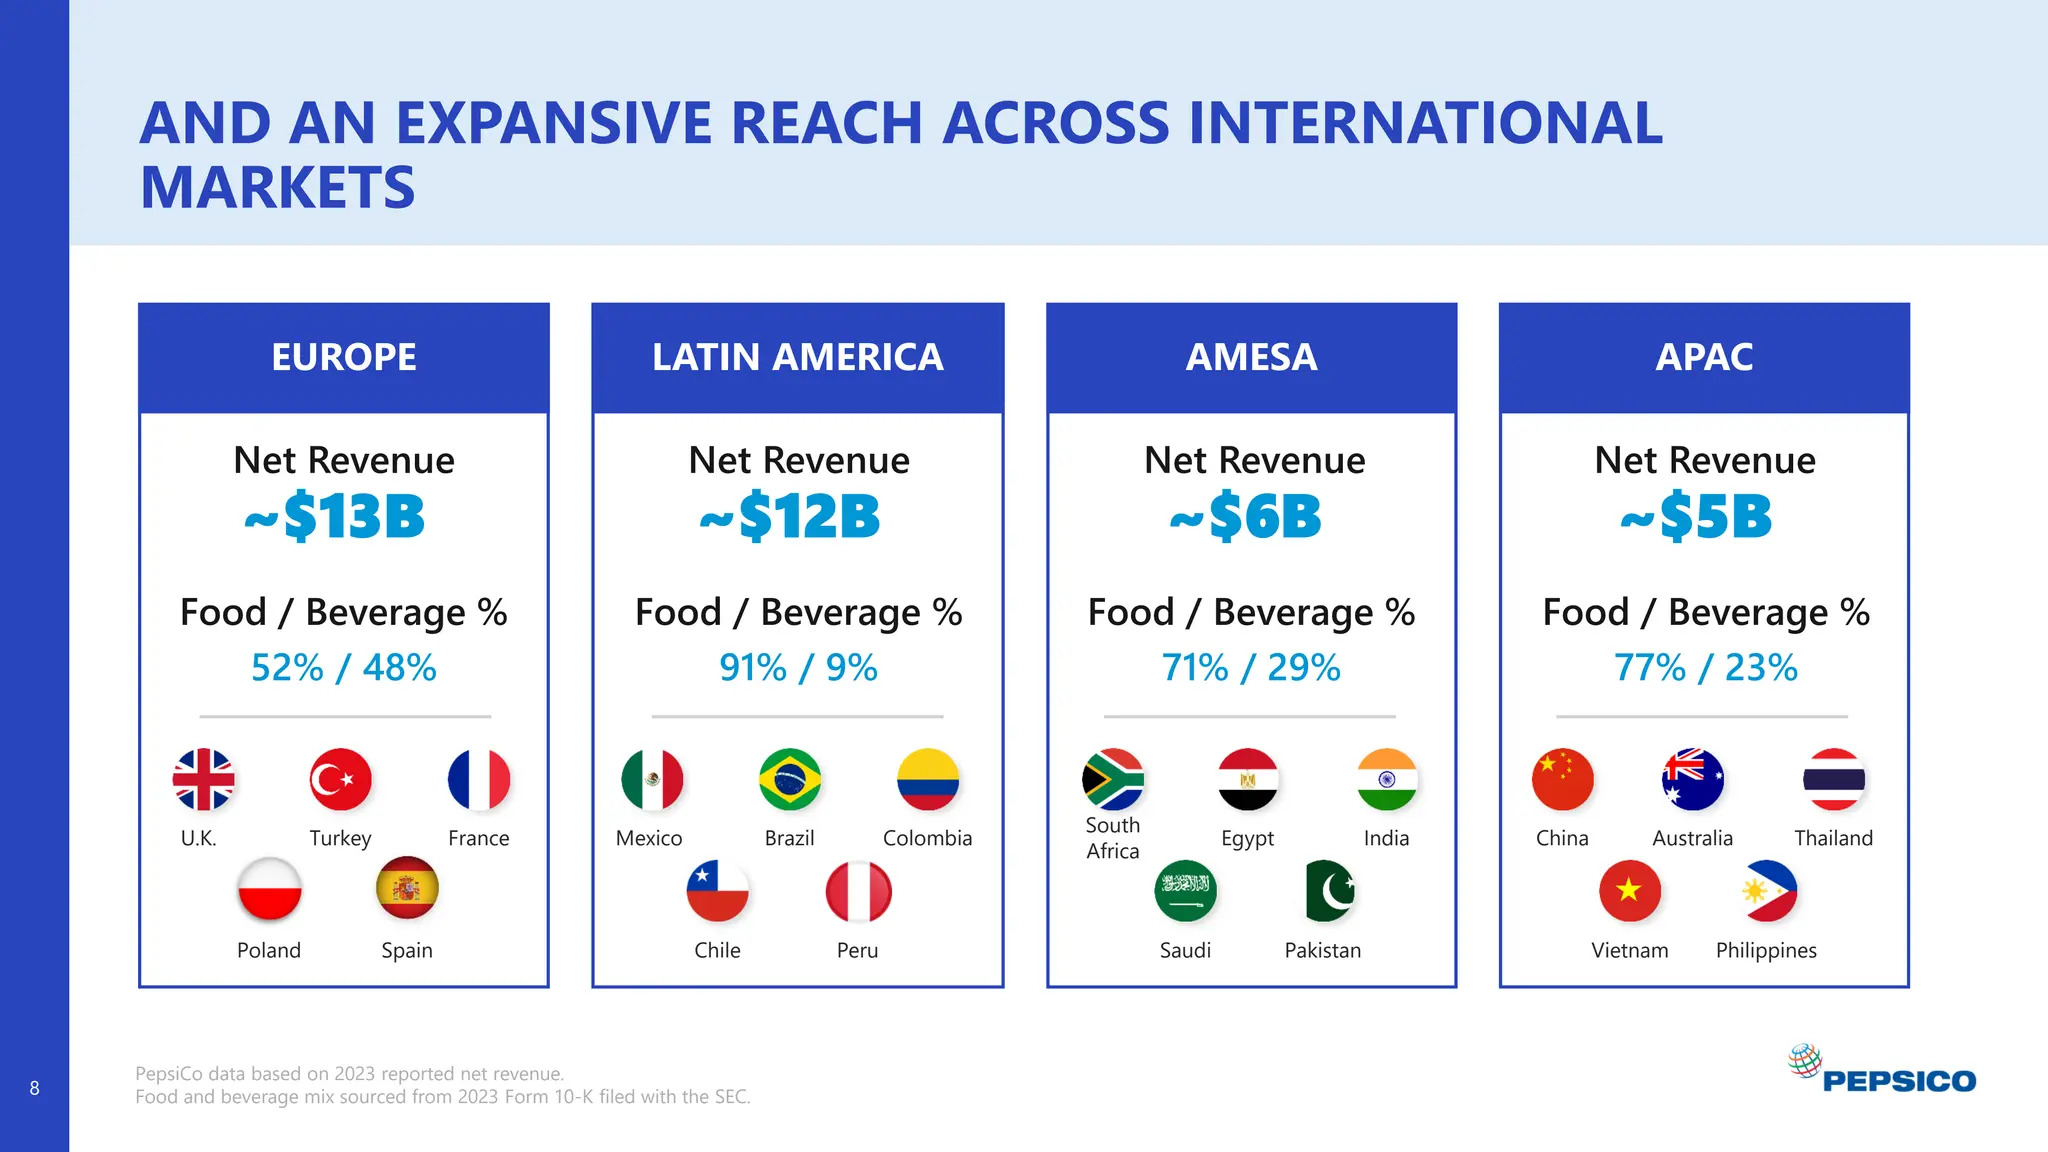 AND AN EXPANSIVE REACH ACROSS INTERNATIONAL
MARKETS
EUROPE
Net Revenue
~$13B
Food / Beverage %
52% / 48%
U.K.
Turkey
France
Poland
Spain
LATIN AMERICA
Net Revenue
~$12B
Food / Beverage %
91% / 9%
Mexico
Brazil
Colombia
Chile
Peru
AMESA
Net Revenue
~$6B
Food / Beverage %
71% / 29%
South
Africa
Egypt
India
Saudi
Pakistan
APAC
Net Revenue
~$5B
Food / Beverage %
77% / 23%
China
Australia
Thailand
Vietnam
Philippines
PepsiCo data based on 2023 reported net revenue.
Food and beverage mix sourced from 2023 Form 10-K filed with the SEC.
8
PEPSICO